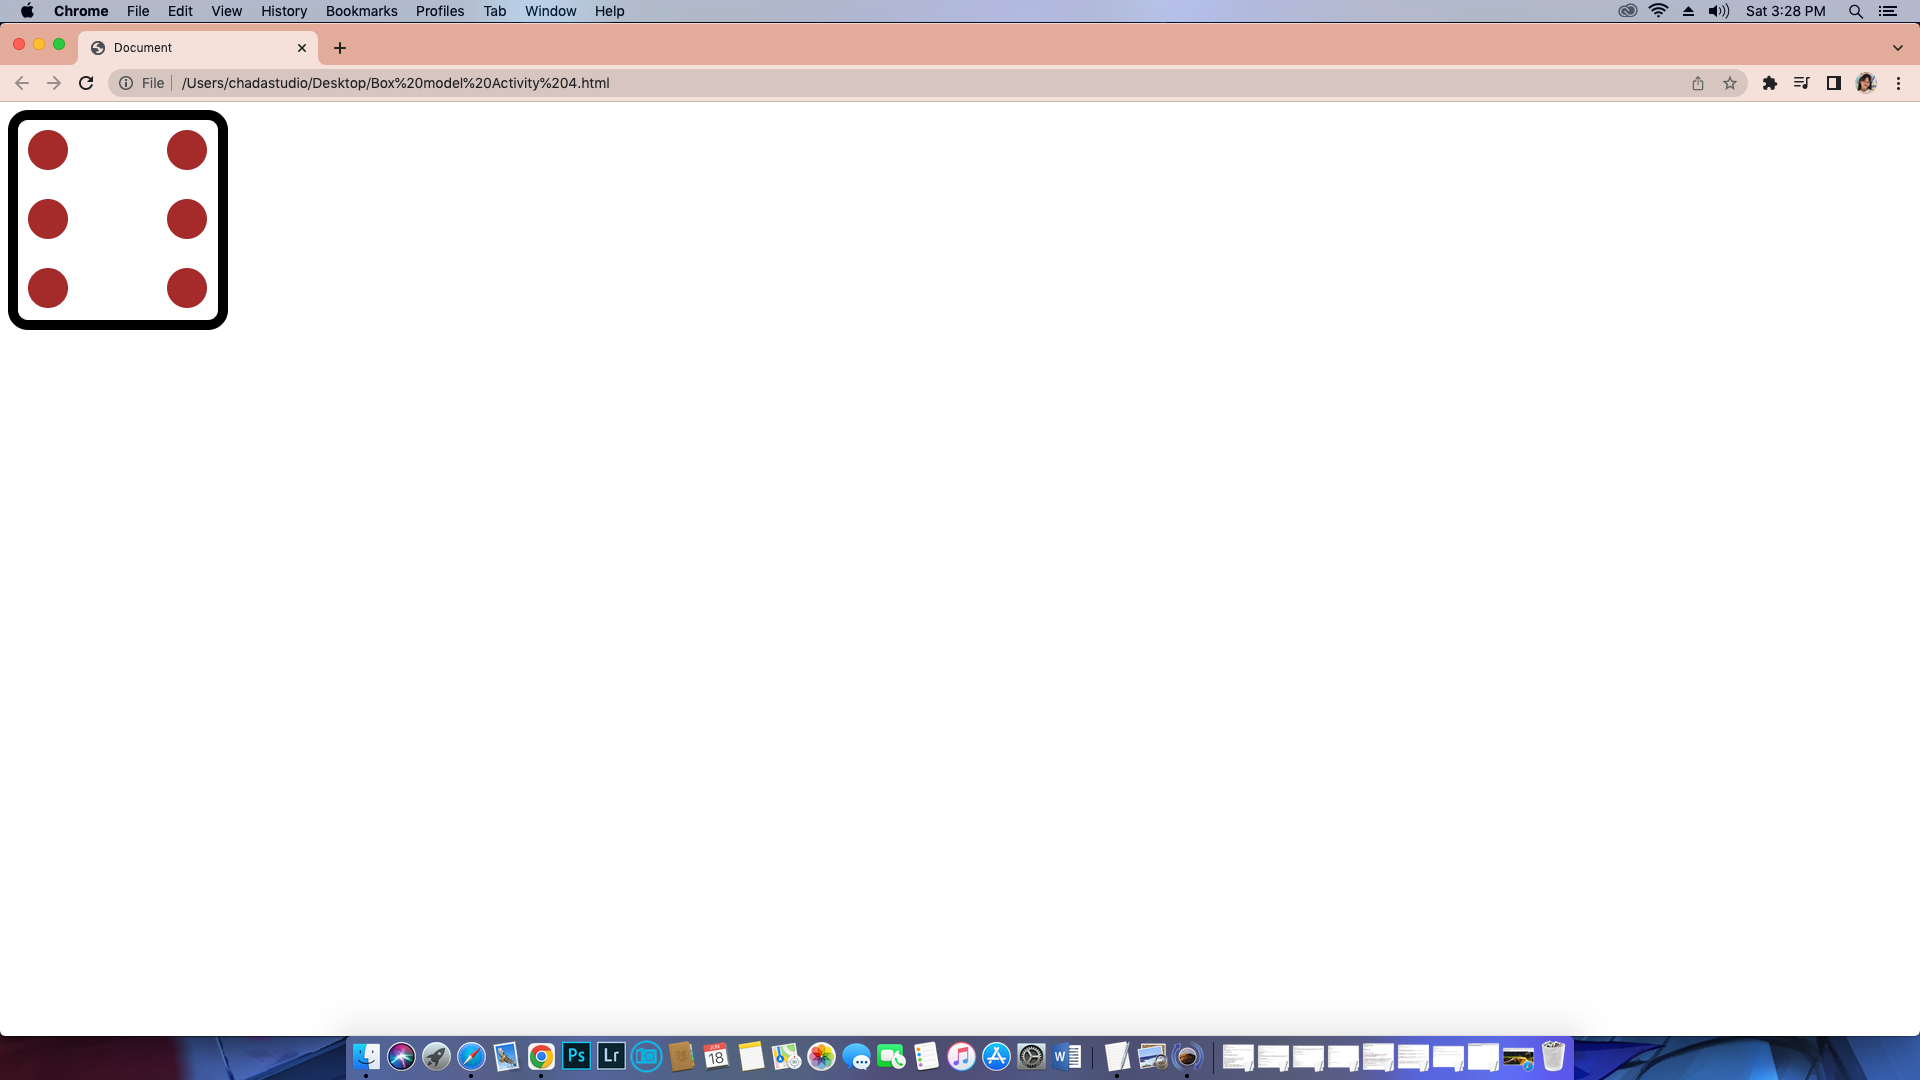 Chrome File Edit View History Bookmarks Profiles Tab Window Help Sat 3:28 PM
Document
File /Users/chadastudio/Desktop/Box%20model%20Activity%204.html
Ps Lr JUN 18 W